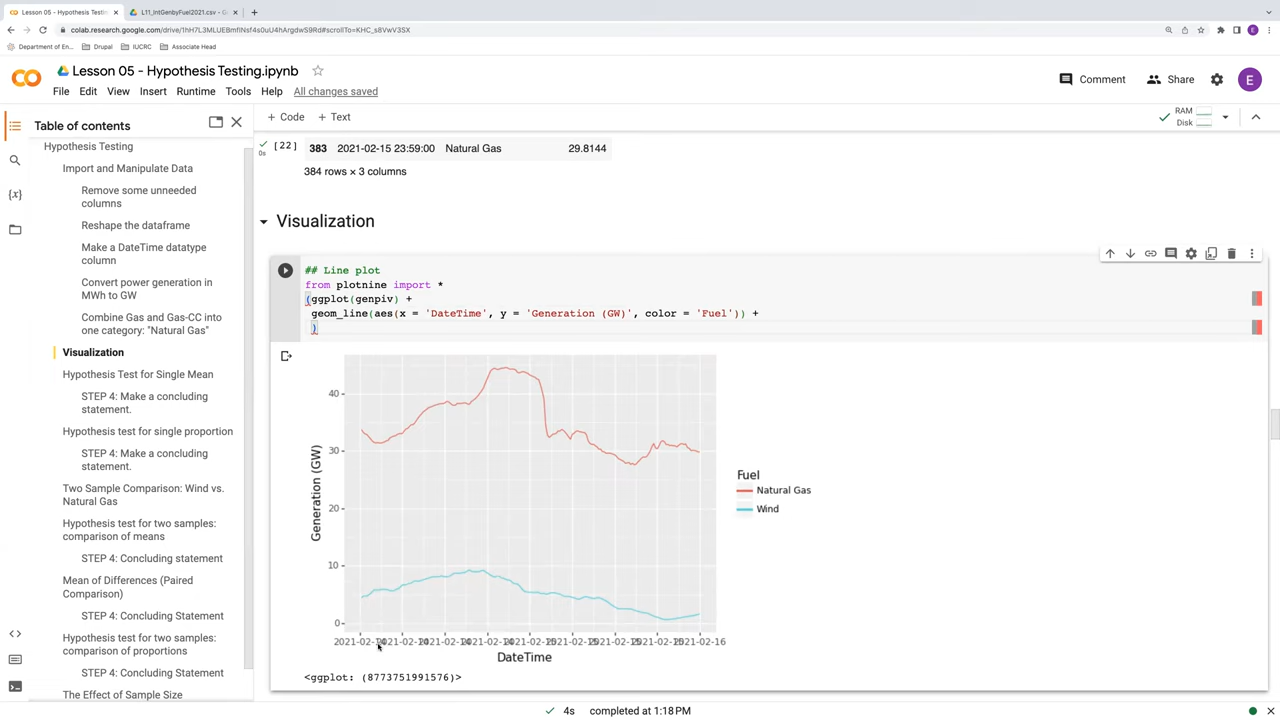 Lesson 05 - Hypothesis Testing
L11_IntGenbyFuel2021.csv - G
colab.research.google.com
Department of En...
Drupal
IUCRC
Associate Head
CO
Lesson 05 - Hypothesis Testing.ipynb
File Edit View Insert Runtime Tools Help All changes saved
Comment
Share
E
+ Code + Text
RAM
Disk
Table of contents
Hypothesis Testing
Import and Manipulate Data
Remove some unneeded
columns
Reshape the dataframe
Make a DateTime datatype
column
Convert power generation in
MWh to GW
Combine Gas and Gas-CC into
one category: "Natural Gas"
Visualization
Hypothesis Test for Single Mean
STEP 4: Make a concluding
statement.
Hypothesis test for single proportion
STEP 4: Make a concluding
statement.
Two Sample Comparison: Wind vs.
Natural Gas
Hypothesis test for two samples:
comparison of means
STEP 4: Concluding statement
Mean of Differences (Paired
Comparison)
STEP 4: Concluding Statement
Hypothesis test for two samples:
comparison of proportions
STEP 4: Concluding Statement
The Effect of Sample Size
0s
[22]
383 2021-02-15 23:59:00 Natural Gas 29.8144
384 rows × 3 columns
Visualization
## Line plot
from plotnine import *
(ggplot(genpiv) +
geom_line(aes(x = 'DateTime', y = 'Generation (GW)', color = 'Fuel')) +
)
40
30
20
10
0
Generation (GW)
2021-02-16
DateTime
Fuel
Natural Gas
Wind
<ggplot: (8773751991576)>
4s completed at 1:18 PM